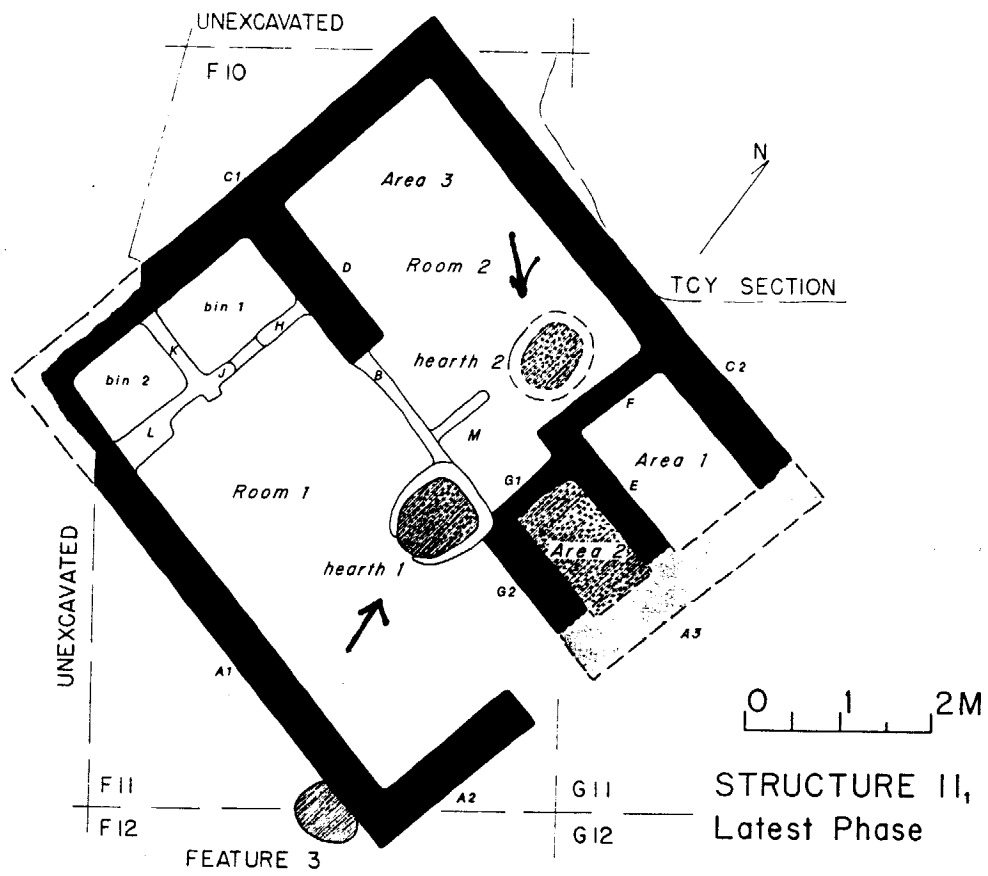 UNEXCAVATED
F10
N
C1
Area 3
D
Room 2
TCY SECTION
bin 1
H
K
J
bin 2
L
hearth 2
B
C2
F
M
Area 1
Room 1
G1
E
Area 2
hearth 1
G2
UNEXCAVATED
A3
A1
0 1 2M
F11
A2
G11
STRUCTURE 11,
F12
G12
Latest Phase
FEATURE 3